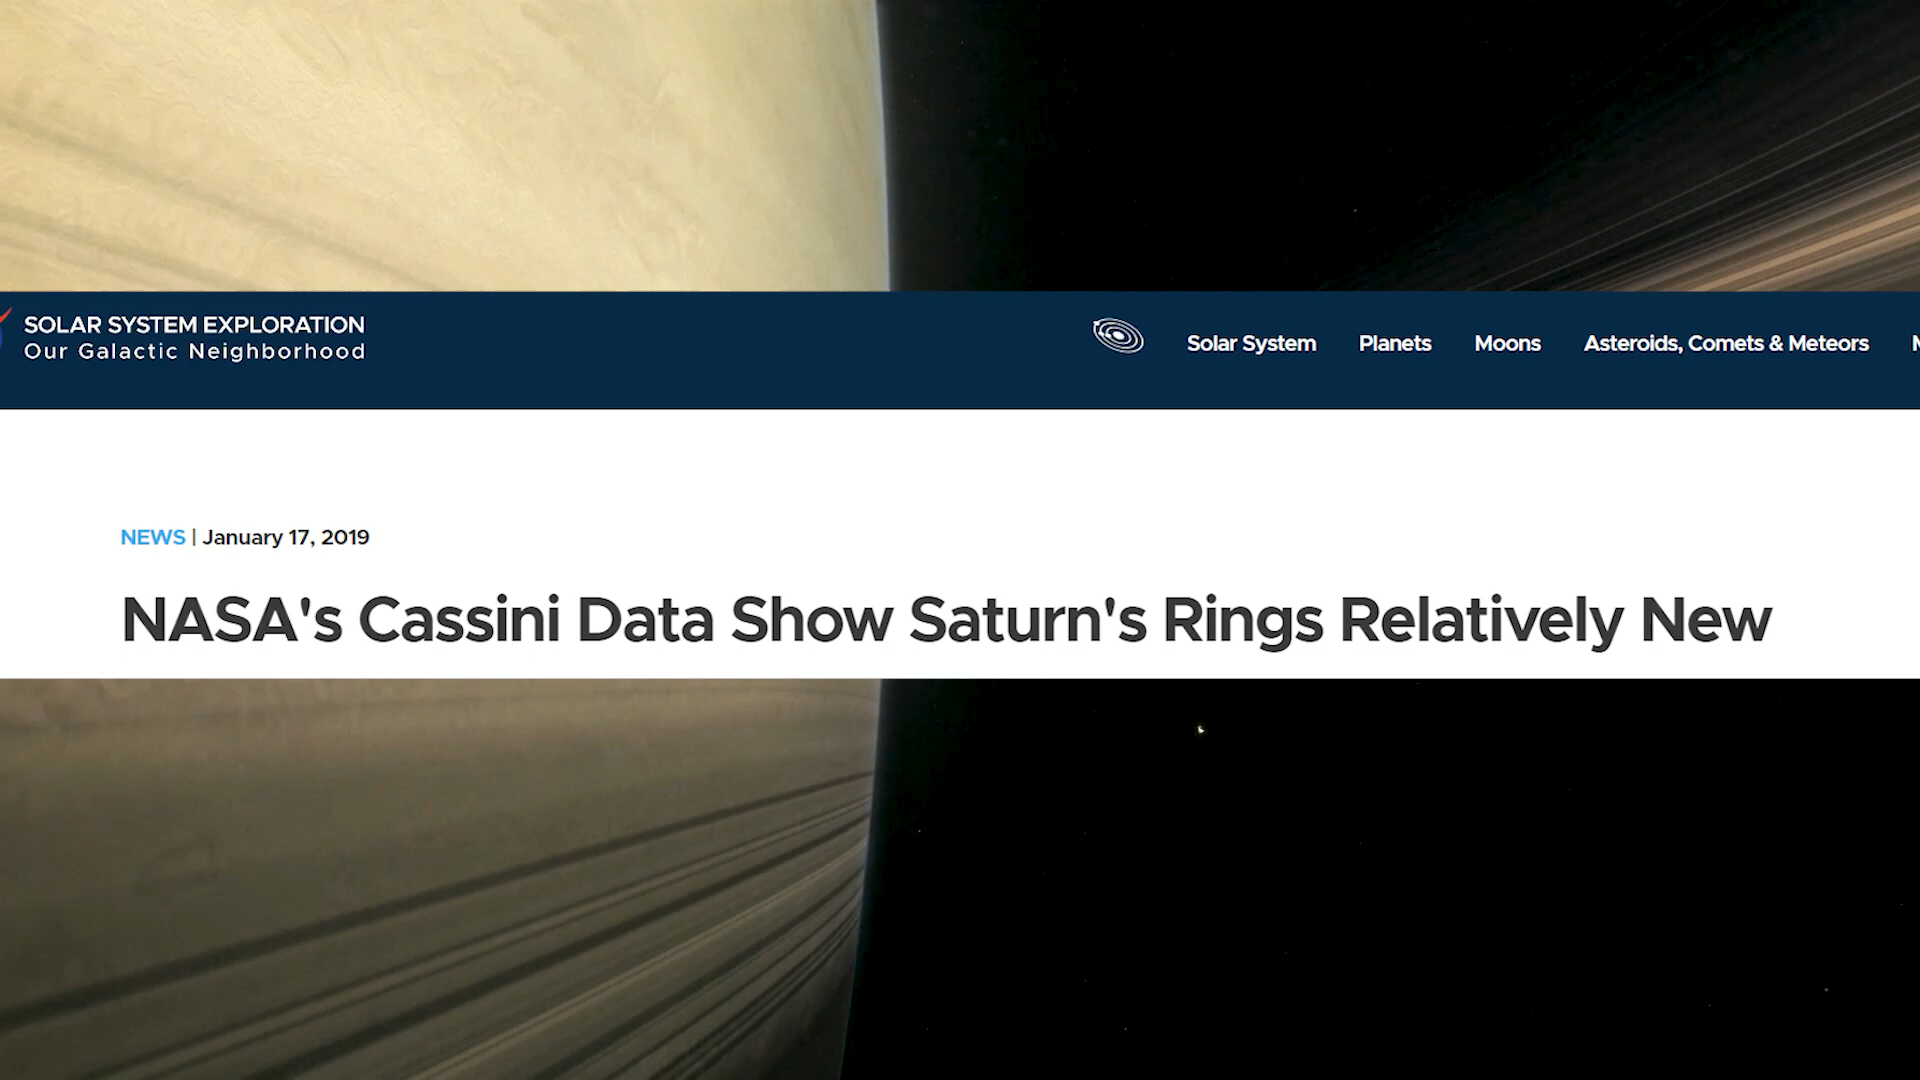 SOLAR SYSTEM EXPLORATION
Our Galactic Neighborhood
Solar System Planets Moons Asteroids, Comets & Meteors
NEWS | January 17, 2019
NASA's Cassini Data Show Saturn's Rings Relatively New